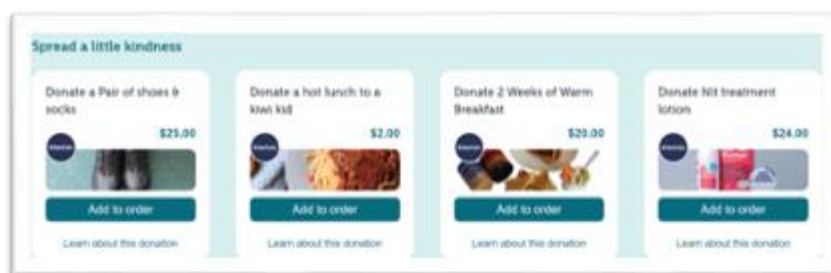 Spread a little kindness
Donate a Pair of shoes &
socks
$25.00
Add to order
Learn about this donation
Donate a hot lunch to a
kiwi kid
$2.00
Add to order
Learn about this donation
Donate 2 Weeks of Warm
Breakfast
$20.00
Add to order
Learn about this donation
Donate Nit treatment
lotion
$24.00
Add to order
Learn about this donation